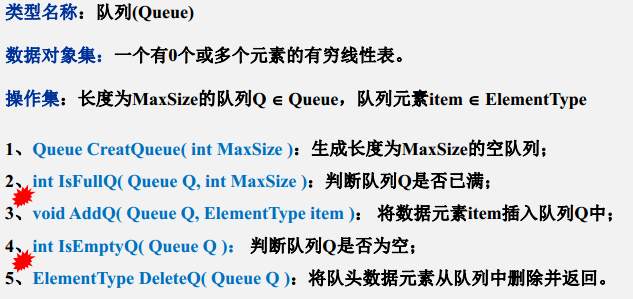 类型名称：队列(Queue)
数据对象集：一个有0个或多个元素的有穷线性表。
操作集：长度为MaxSize的队列Q ∈ Queue，队列元素item ∈ ElementType
1、Queue CreatQueue( int MaxSize )：生成长度为MaxSize的空队列；
2、int IsFullQ( Queue Q, int MaxSize )：判断队列Q是否已满；
3、void AddQ( Queue Q, ElementType item )： 将数据元素item插入队列Q中；
4、int IsEmptyQ( Queue Q )： 判断队列Q是否为空；
5、ElementType DeleteQ( Queue Q )：将队头数据元素从队列中删除并返回。